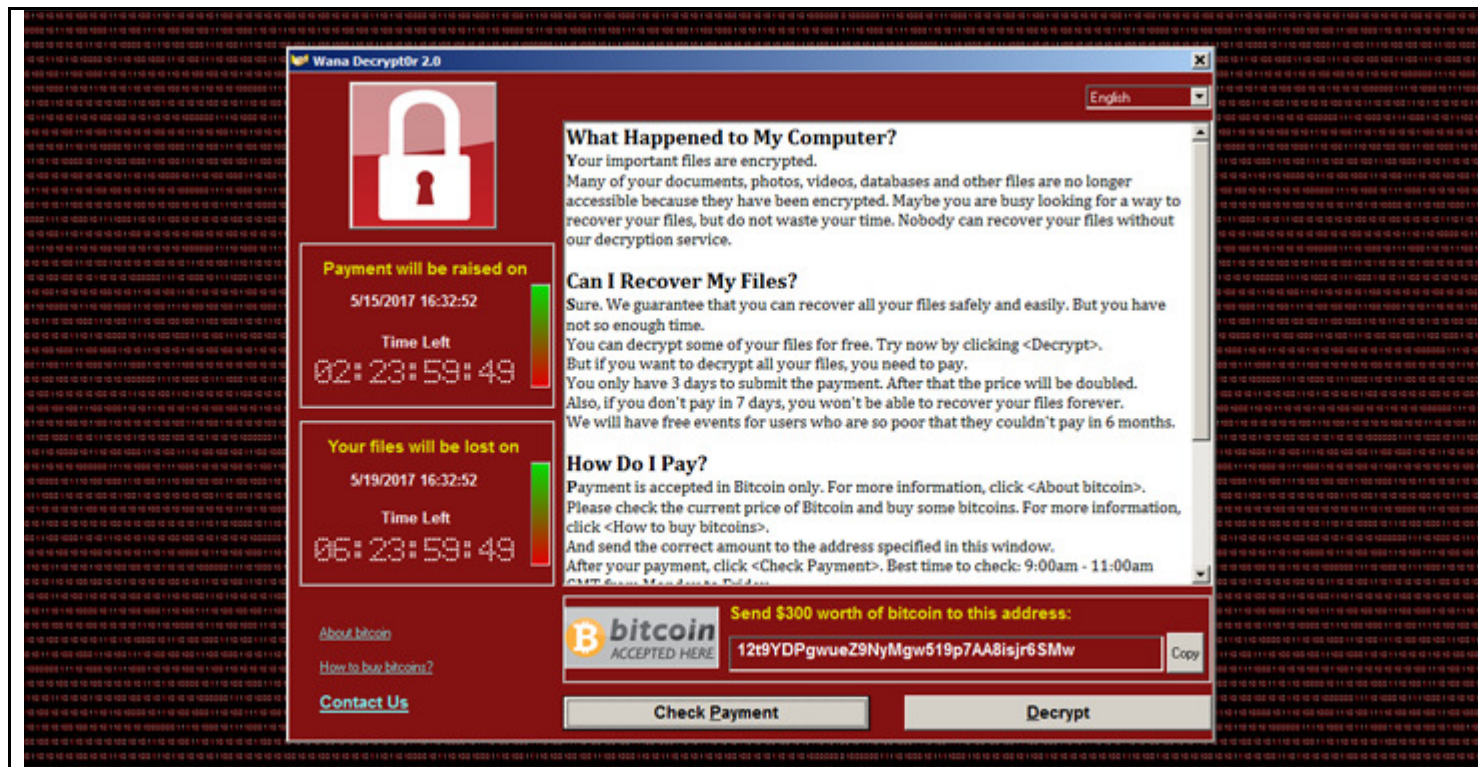 Wana Decrypt0r 2.0
English
What Happened to My Computer?
Your important files are encrypted.
Many of your documents, photos, videos, databases and other files are no longer
accessible because they have been encrypted. Maybe you are busy looking for a way to
recover your files, but do not waste your time. Nobody can recover your files without
our decryption service.
Can I Recover My Files?
Sure. We guarantee that you can recover all your files safely and easily. But you have
not so enough time.
You can decrypt some of your files for free. Try now by clicking <Decrypt>.
But if you want to decrypt all your files, you need to pay.
You only have 3 days to submit the payment. After that the price will be doubled.
Also, if you don't pay in 7 days, you won't be able to recover your files forever.
We will have free events for users who are so poor that they couldn't pay in 6 months.
How Do I Pay?
Payment is accepted in Bitcoin only. For more information, click <About bitcoin>.
Please check the current price of Bitcoin and buy some bitcoins. For more information,
click <How to buy bitcoins>.
And send the correct amount to the address specified in this window.
After your payment, click <Check Payment>. Best time to check: 9:00am - 11:00am
GMT from Monday to Friday
Payment will be raised on
5/15/2017 16:32:52
Time Left
02:23:59:49
Your files will be lost on
5/19/2017 16:32:52
Time Left
06:23:59:49
About bitcoin
How to buy bitcoins?
Contact Us
bitcoin
ACCEPTED HERE
Send $300 worth of bitcoin to this address:
12t9YDPgwueZ9NyMgw519p7AA8isjr6SMw
Copy
Check Payment
Decrypt